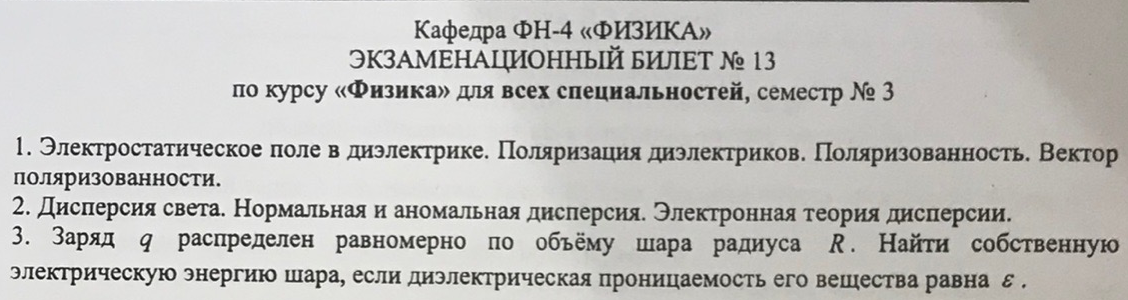 Кафедра ФН-4 «ФИЗИКА»
ЭКЗАМЕНАЦИОННЫЙ БИЛЕТ № 13
по курсу «Физика» для всех специальностей, семестр № 3
1. Электростатическое поле в диэлектрике. Поляризация диэлектриков. Поляризованность. Вектор
поляризованности.
2. Дисперсия света. Нормальная и аномальная дисперсия. Электронная теория дисперсии.
3. Заряд q распределен равномерно по объёму шара радиуса R. Найти собственную
электрическую энергию шара, если диэлектрическая проницаемость его вещества равна ε .